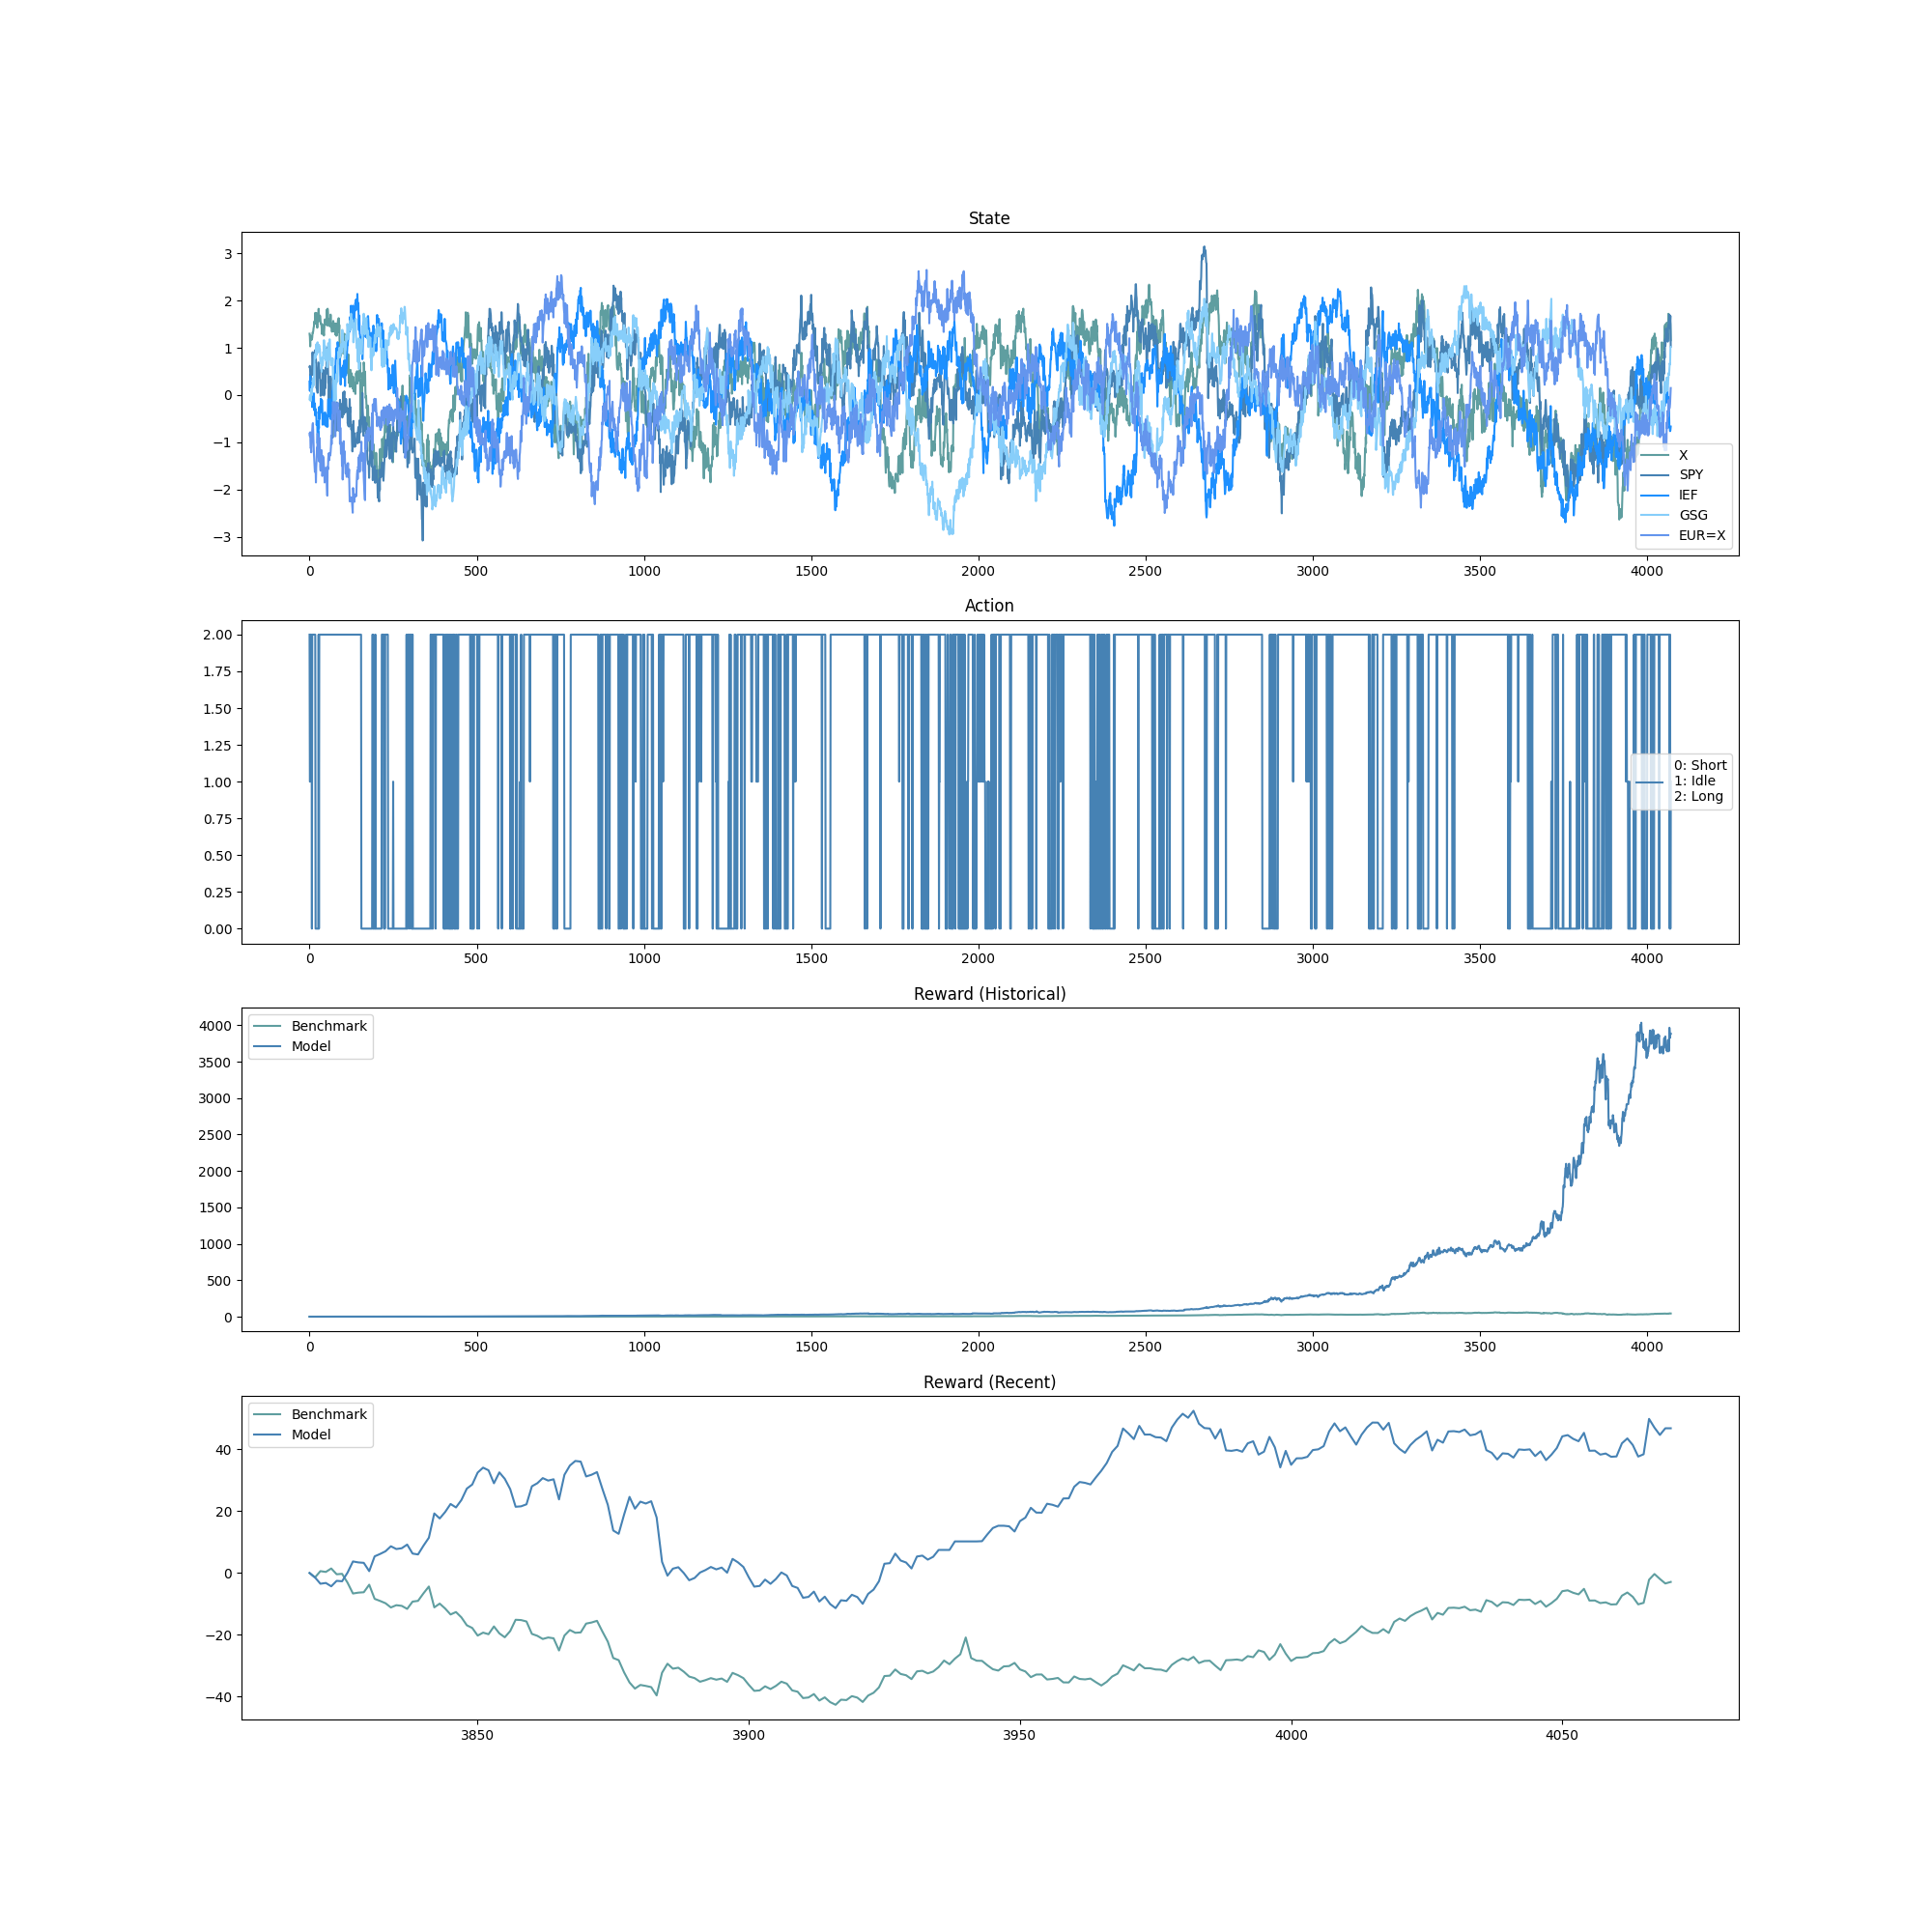 State
3
2
1
0
−1
−2
−3
X
SPY
IEF
GSG
EUR=X
0 500 1000 1500 2000 2500 3000 3500 4000
Action
2.00
1.75
1.50
1.25
1.00
0.75
0.50
0.25
0.00
0: Short
1: Idle
2: Long
0 500 1000 1500 2000 2500 3000 3500 4000
Reward (Historical)
Benchmark
Model
4000
3500
3000
2500
2000
1500
1000
500
0
0 500 1000 1500 2000 2500 3000 3500 4000
Reward (Recent)
Benchmark
Model
40
20
0
−20
−40
3850 3900 3950 4000 4050